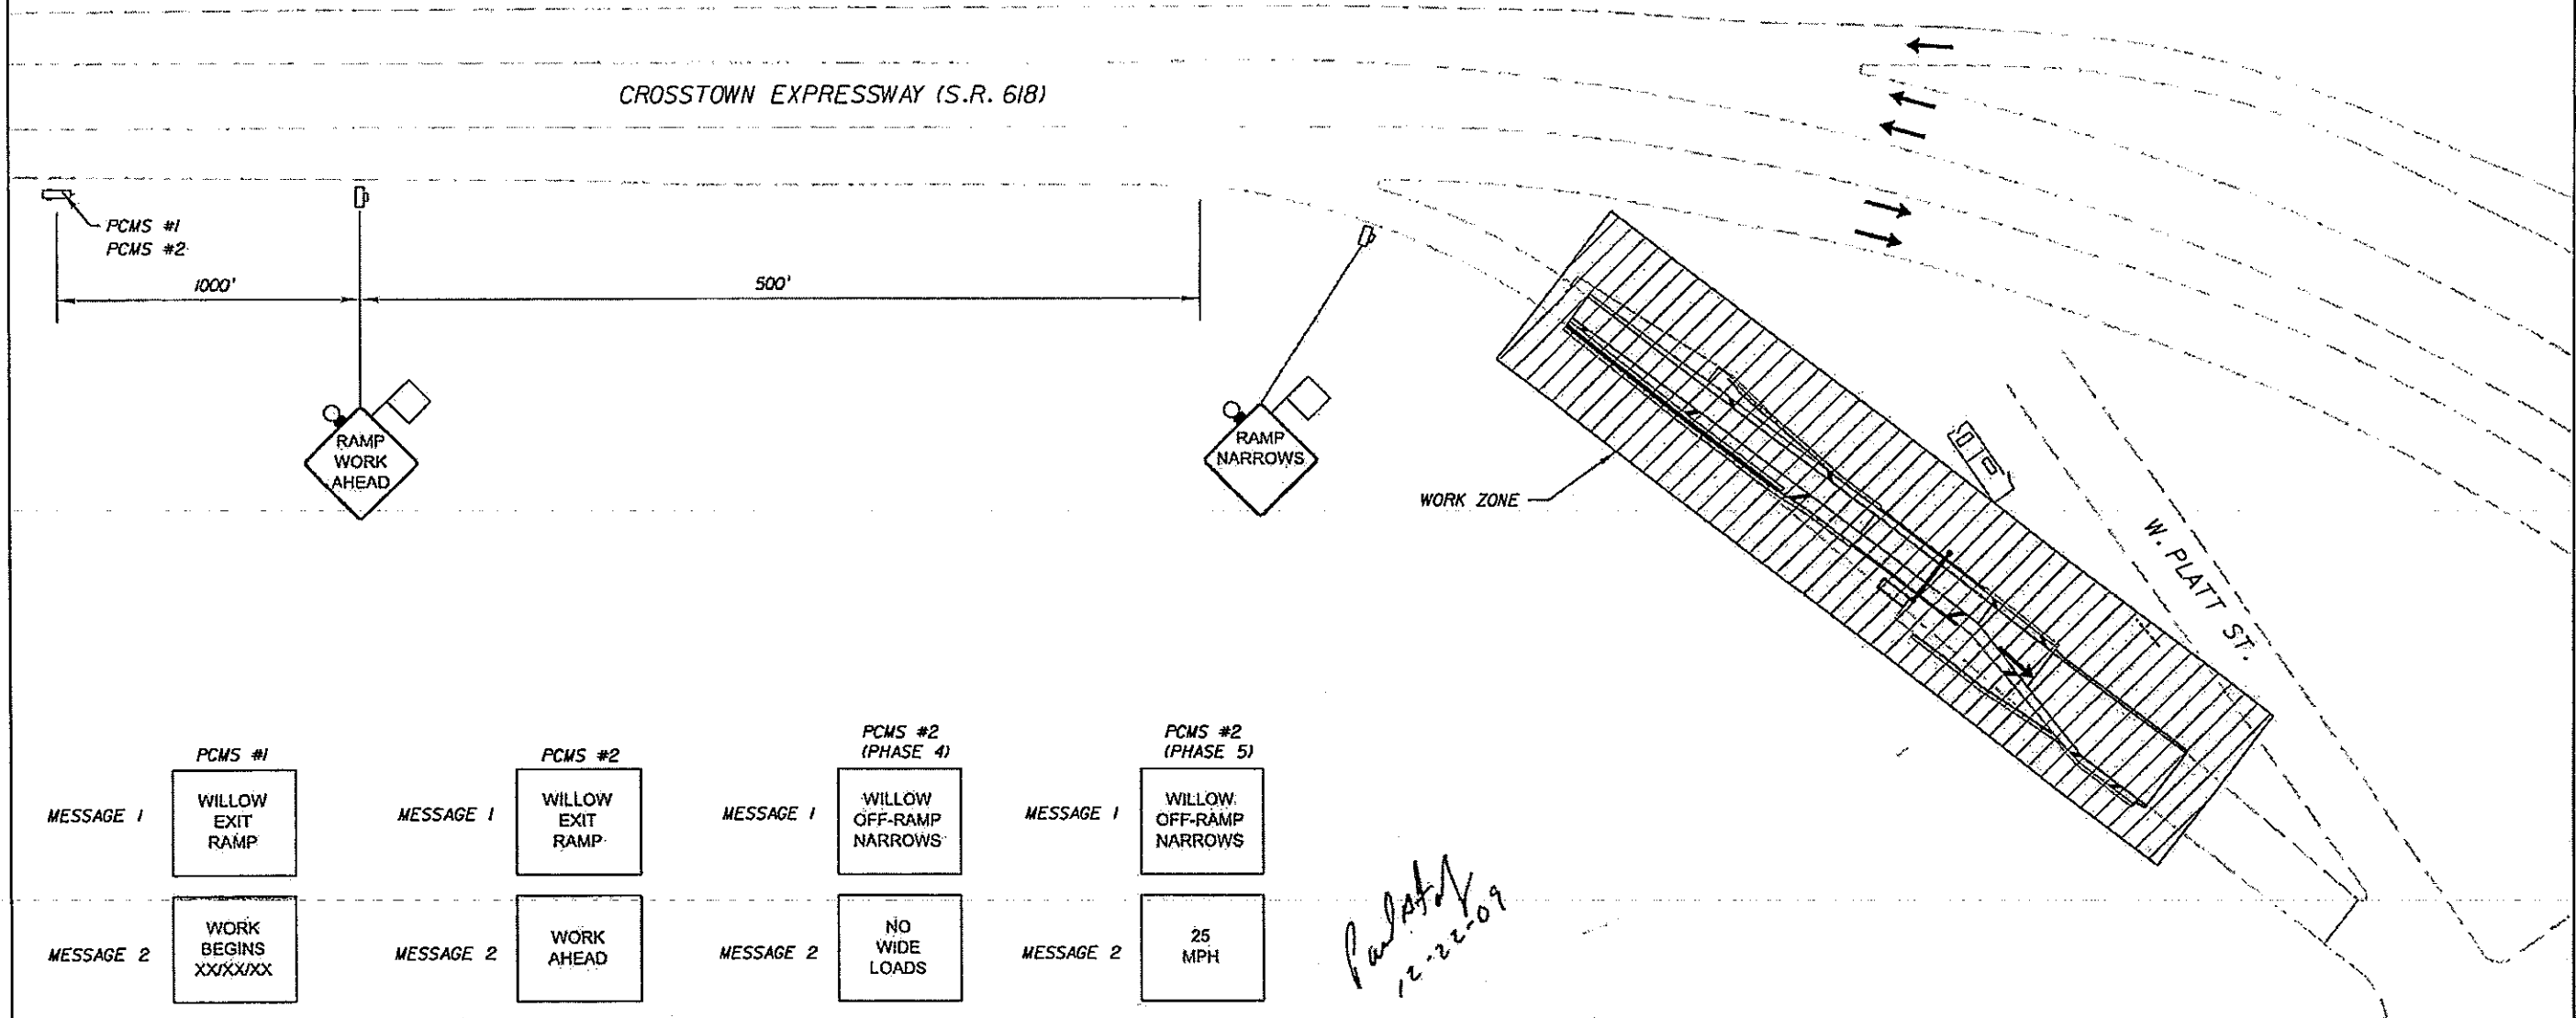 CROSSTOWN EXPRESSWAY (S.R. 618)
PCMS #1
PCMS #2
1000'
500'
RAMP
WORK
AHEAD
RAMP
NARROWS
WORK ZONE
W. PLATT ST.
PCMS #1
MESSAGE 1
WILLOW
EXIT
RAMP
MESSAGE 2
WORK
BEGINS
XX/XX/XX
PCMS #2
MESSAGE 1
WILLOW
EXIT
RAMP
MESSAGE 2
WORK
AHEAD
PCMS #2
(PHASE 4)
MESSAGE 1
WILLOW
OFF-RAMP
NARROWS
MESSAGE 2
NO
WIDE
LOADS
PCMS #2
(PHASE 5)
MESSAGE 1
WILLOW
OFF-RAMP
NARROWS
MESSAGE 2
25
MPH
12-22-09